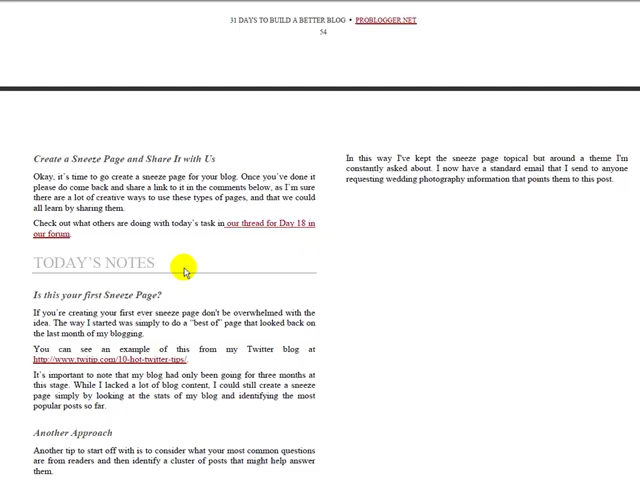 31 DAYS TO BUILD A BETTER BLOG • PROBLOGGER.NET
54
Create a Sneeze Page and Share It with Us
Okay, it's time to go create a sneeze page for your blog. Once you've done it
please do come back and share a link to it in the comments below, as I'm sure
there are a lot of creative ways to use these types of pages, and that we could
all learn by sharing them.
Check out what others are doing with today's task in our thread for Day 18 in
our forum.
TODAY'S NOTES
Is this your first Sneeze Page?
If you're creating your first ever sneeze page don't be overwhelmed with the
idea. The way I started was simply to do a "best of" page that looked back on
the last month of my blogging.
You can see an example of this from my Twitter blog at
http://www.twitip.com/10-hot-twitter-tips/.
It's important to note that my blog had only been going for three months at
this stage. While I lacked a lot of blog content, I could still create a sneeze
page simply by looking at the stats of my blog and identifying the most
popular posts so far.
Another Approach
Another tip to start off with is to consider what your most common questions
are from readers and then identify a cluster of posts that might help answer
them.
In this way I've kept the sneeze page topical but around a theme I'm
constantly asked about. I now have a standard email that I send to anyone
requesting wedding photography information that points them to this post.